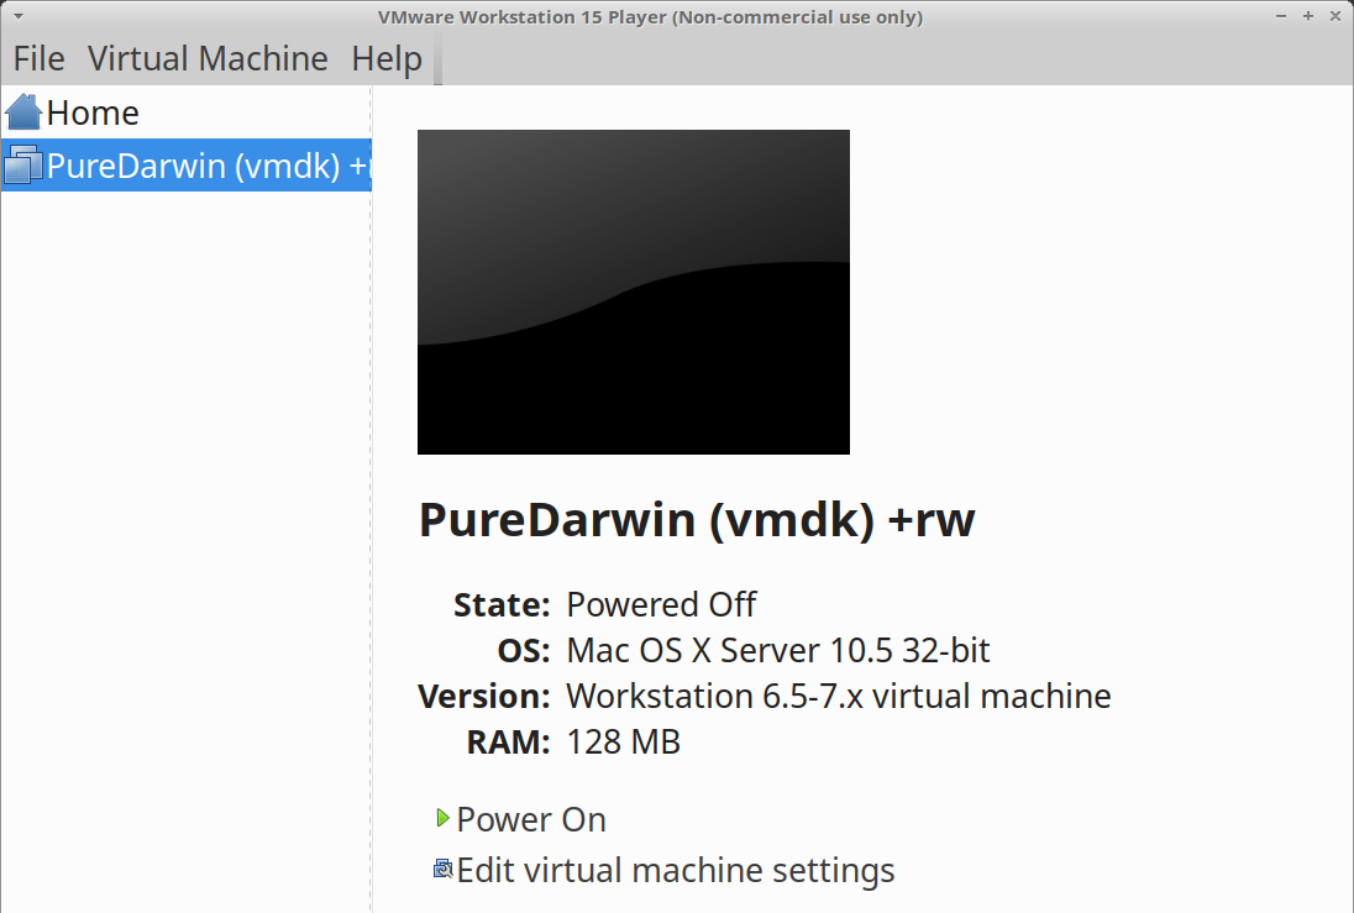 VMware Workstation 15 Player (Non-commercial use only)
File Virtual Machine Help
Home
PureDarwin (vmdk) +r
PureDarwin (vmdk) +rw
State: Powered Off
OS: Mac OS X Server 10.5 32-bit
Version: Workstation 6.5-7.x virtual machine
RAM: 128 MB
Power On
Edit virtual machine settings